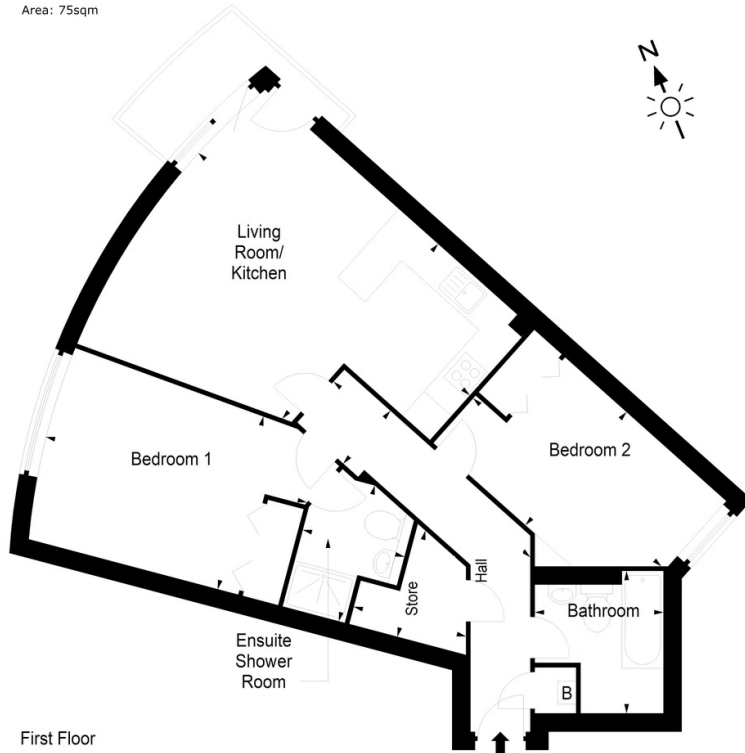 Area: 75sqm
N
Living
Room/
Kitchen
Bedroom 1
Bedroom 2
Hall
Store
Bathroom
Ensuite
Shower
Room
B
First Floor